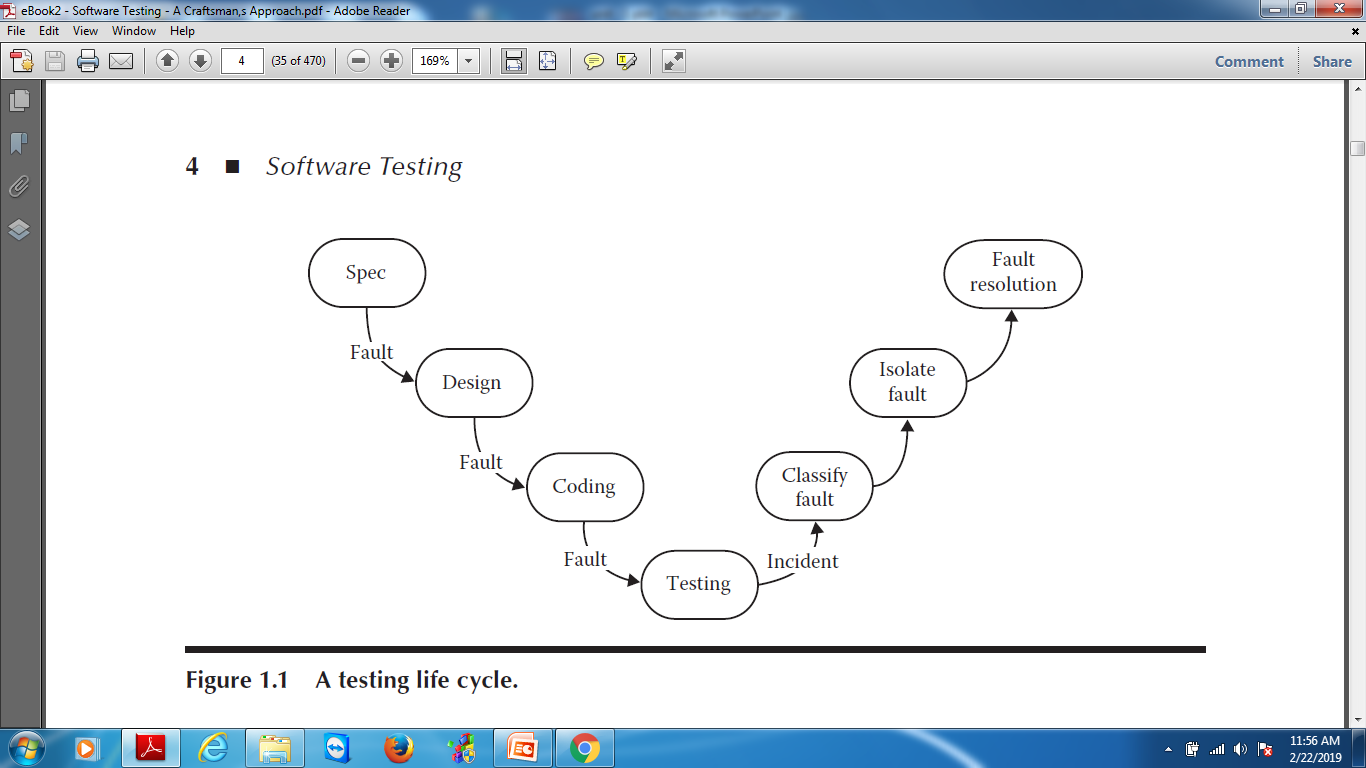 eBook2 - Software Testing - A Craftsman,s Approach.pdf - Adobe Reader
File Edit View Window Help
4 (35 of 470) 169% Comment Share
4 ■ Software Testing
Spec
Fault
resolution
Fault
Design
Isolate
fault
Fault
Coding
Classify
fault
Fault
Testing
Incident
Figure 1.1 A testing life cycle.
11:56 AM
2/22/2019